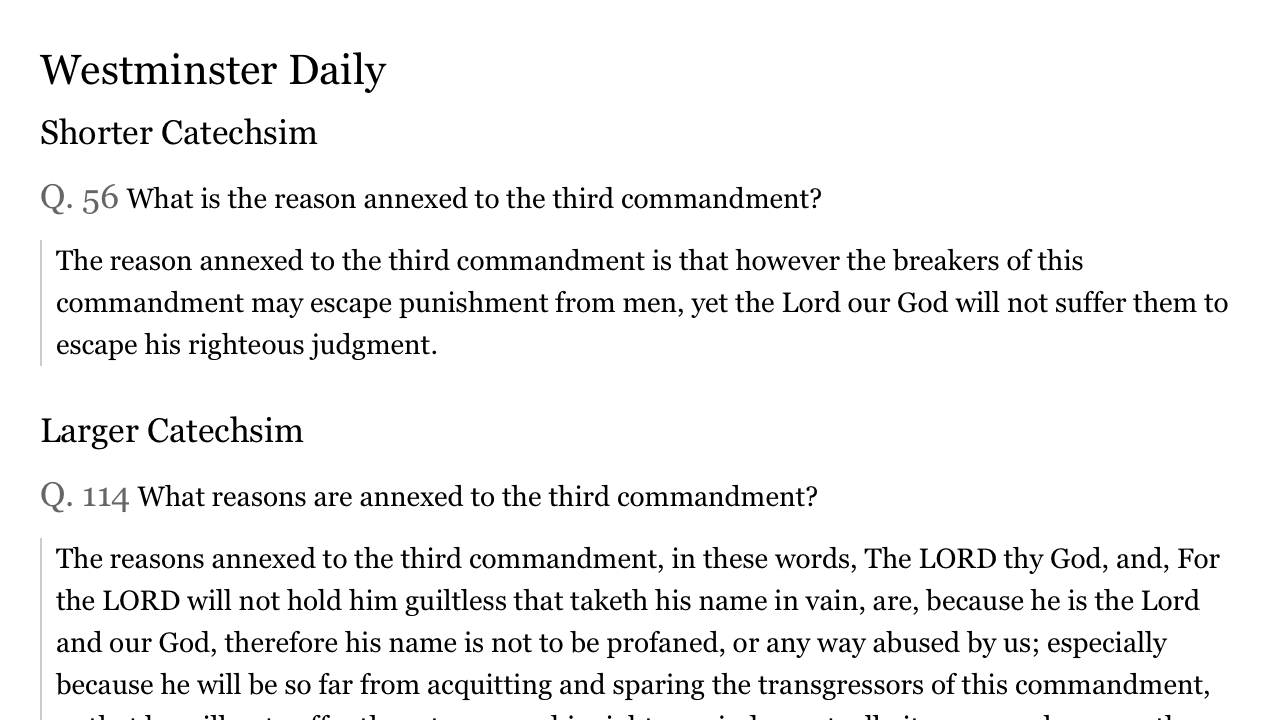 Westminster Daily
Shorter Catechsim
Q. 56 What is the reason annexed to the third commandment?
The reason annexed to the third commandment is that however the breakers of this
commandment may escape punishment from men, yet the Lord our God will not suffer them to
escape his righteous judgment.
Larger Catechsim
Q. 114 What reasons are annexed to the third commandment?
The reasons annexed to the third commandment, in these words, The LORD thy God, and, For
the LORD will not hold him guiltless that taketh his name in vain, are, because he is the Lord
and our God, therefore his name is not to be profaned, or any way abused by us; especially
because he will be so far from acquitting and sparing the transgressors of this commandment,